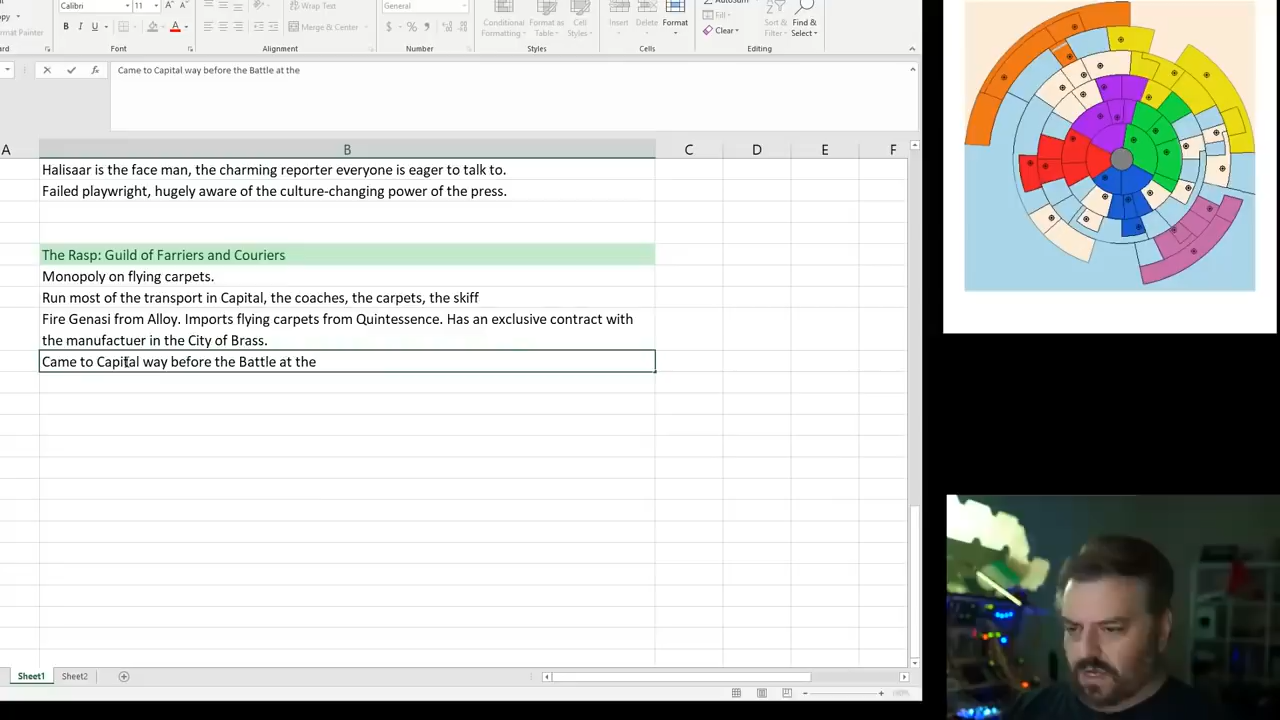 Calibri 11 A A Wrap Text General AutoSum
Fill
B I U Merge & Center $ % Conditional Format as Cell Insert Delete Format Sort & Find &
Format Painter Formatting Table Styles Clear Filter Select
Font Alignment Number Styles Cells Editing
fx Came to Capital way before the Battle at the
A B C D E F
Halisaar is the face man, the charming reporter everyone is eager to talk to.
Failed playwright, hugely aware of the culture-changing power of the press.
The Rasp: Guild of Farriers and Couriers
Monopoly on flying carpets.
Run most of the transport in Capital, the coaches, the carpets, the skiff
Fire Genasi from Alloy. Imports flying carpets from Quintessence. Has an exclusive contract with
the manufactuer in the City of Brass.
Came to Capital way before the Battle at the
Sheet1 Sheet2